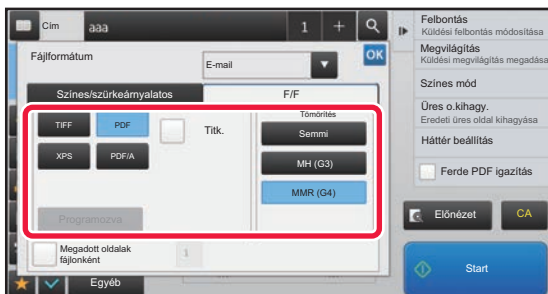 Cím
aaa
1
Fájlformátum
E-mail
OK
Színes/szürkeárnyalatos
F/F
TIFF
PDF
Titk.
XPS
PDF/A
Programozva
Tömörítés
Semmi
MH (G3)
MMR (G4)
Megadott oldalak
fájlonként
1
Egyéb
Felbontás
Küldési felbontás módosítása
Megvilágítás
Küldési megvilágítás megadása
Színes mód
Üres o.kihagy.
Eredeti üres oldal kihagyása
Háttér beállítás
Ferde PDF igazítás
Előnézet
CA
Start